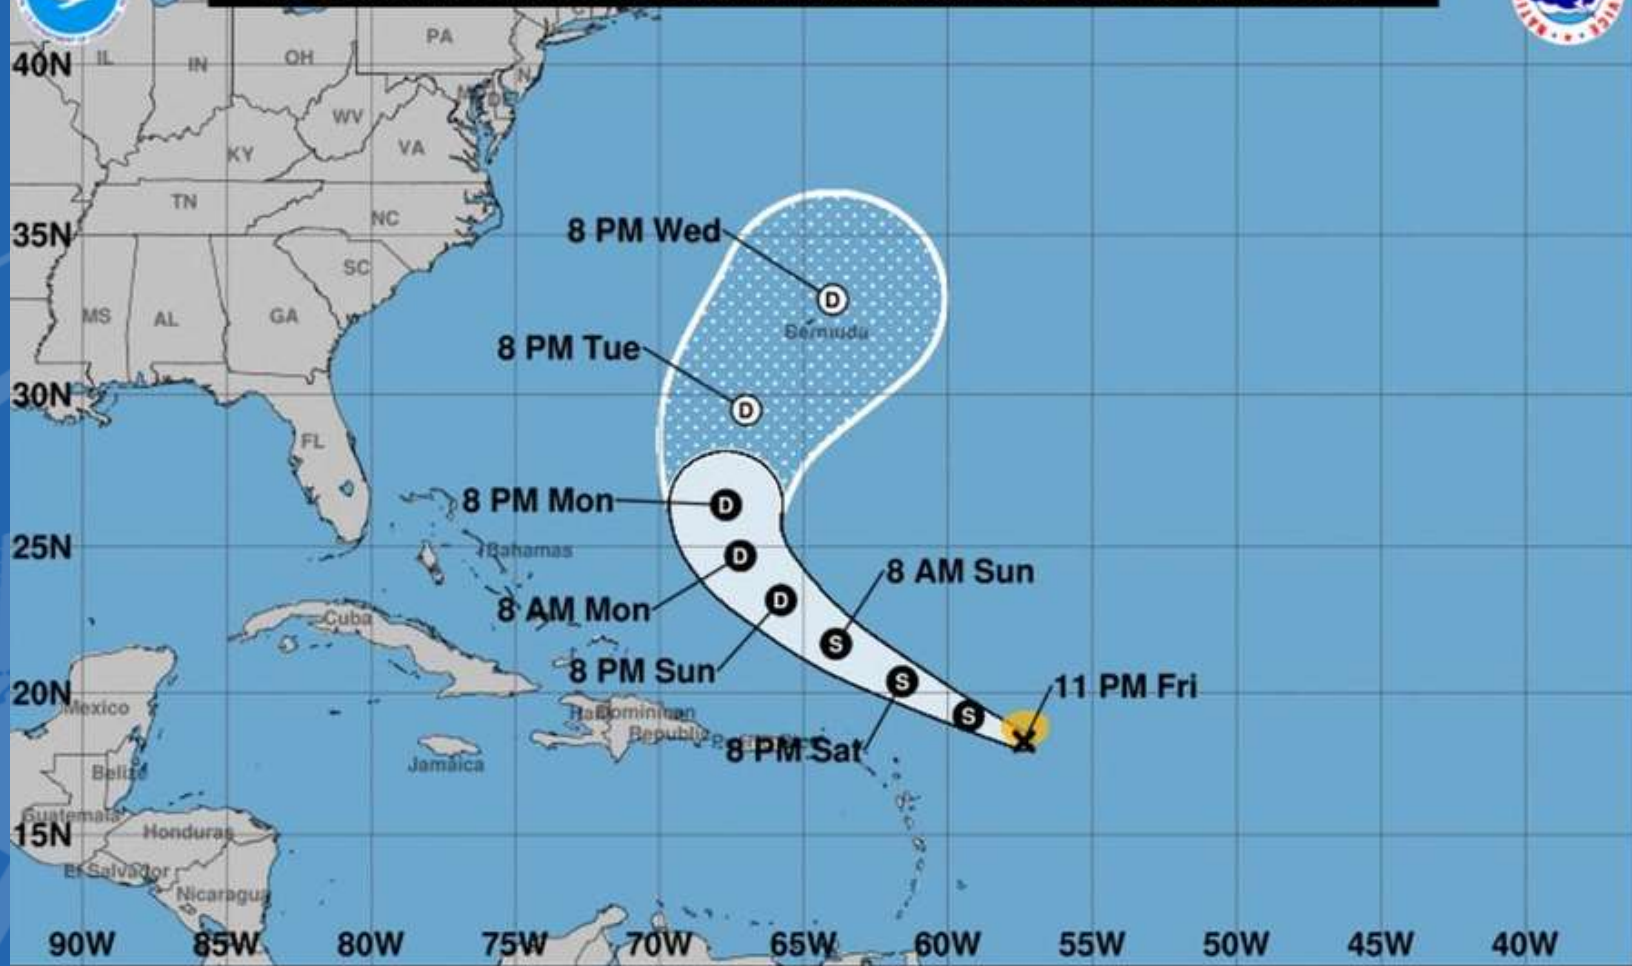 PA
40N
IL
IN
OH
WV
KY
VA
TN
NC
35N
8 PM Wed
SC
D
MS
AL
GA
Bermuda
8 PM Tue
30N
D
FL
8 PM Mon
D
25N
Bahamas
D
8 AM Sun
8 AM Mon
D
Cuba
S
8 PM Sun
S
11 PM Fri
20N
Mexico
Dominican
S
Republic
8 PM Sat
Jamaica
Belize
Guatemala
15N
Honduras
El Salvador
Nicaragua
90W 85W 80W 75W 70W 65W 60W 55W 50W 45W 40W